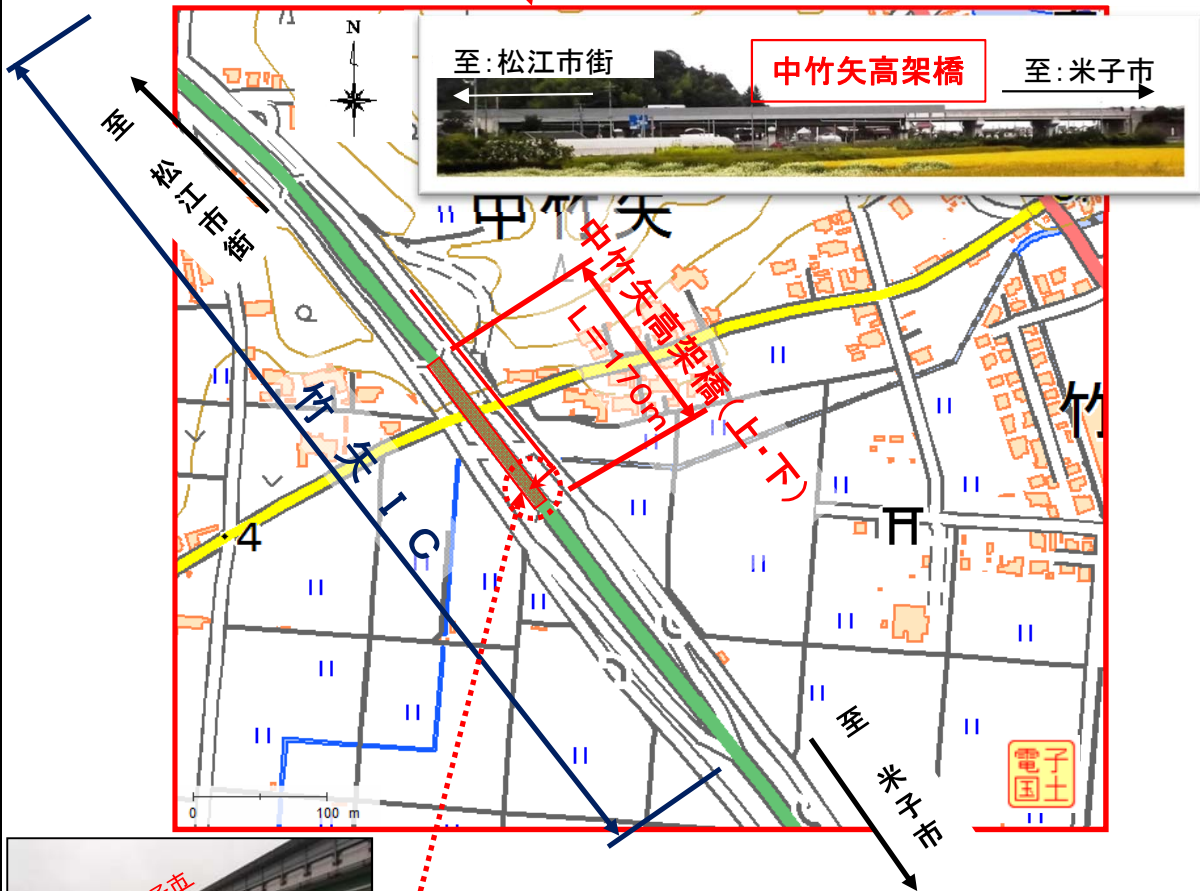 N
至：松江市街
中竹矢高架橋
至：米子市
至 松江市街
中竹矢
中竹矢高架橋(上・下)
L＝170m
竹矢IC
竹
4
至 米子市
電子国土
0 100 m
子市